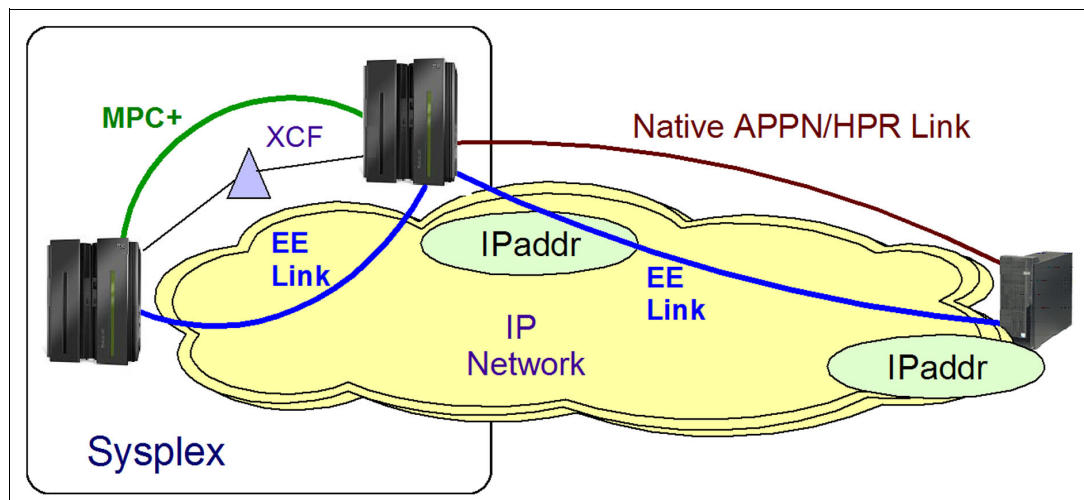 MPC+
XCF
Native APPN/HPR Link
EE
Link
IPaddr
EE
Link
IP
Network
IPaddr
Sysplex